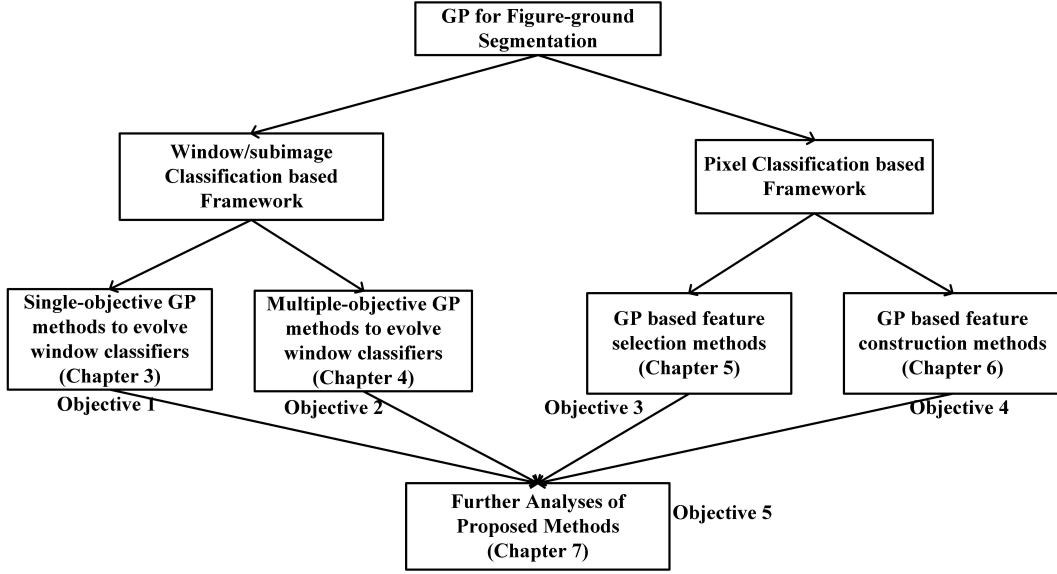 GP for Figure-ground
Segmentation
Window/subimage
Classification based
Framework
Pixel Classification based
Framework
Single-objective GP
methods to evolve
window classifiers
(Chapter 3)
Multiple-objective GP
methods to evolve
window classifiers
(Chapter 4)
GP based feature
selection methods
(Chapter 5)
GP based feature
construction methods
(Chapter 6)
Objective 1
Objective 2
Objective 3
Objective 4
Further Analyses of
Proposed Methods
(Chapter 7)
Objective 5